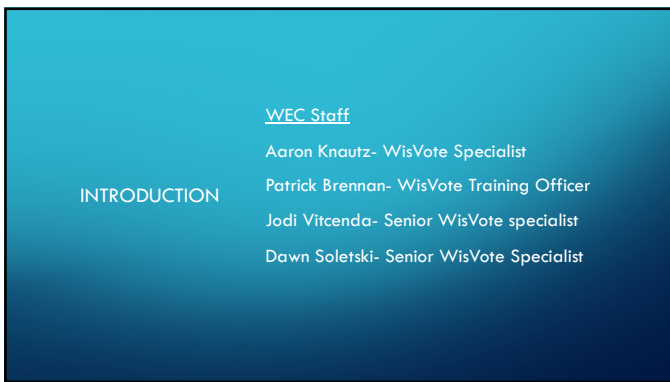 INTRODUCTION
WEC Staff
Aaron Knautz- WisVote Specialist
Patrick Brennan- WisVote Training Officer
Jodi Vitcenda- Senior WisVote specialist
Dawn Soletski- Senior WisVote Specialist